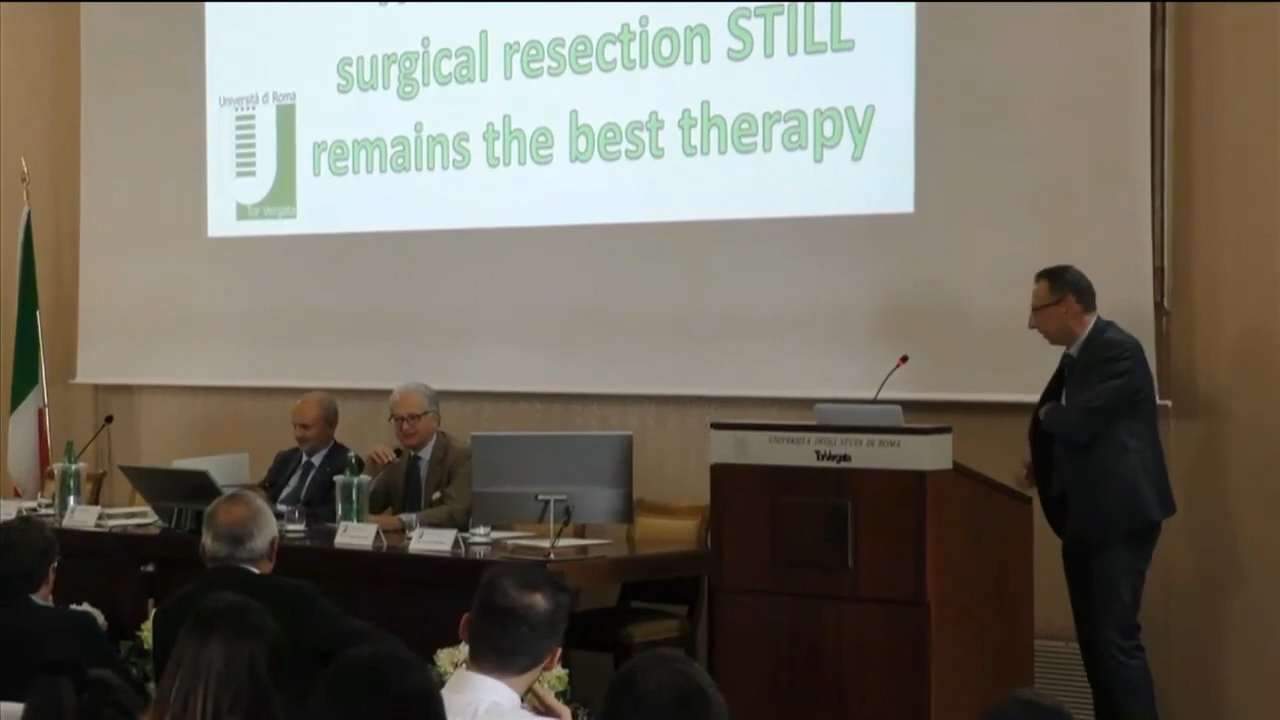 surgical resection STILL
remains the best therapy
Università di Roma
Tor Vergata
UNIVERSITÀ DEGLI STUDI DI ROMA
TorVergata